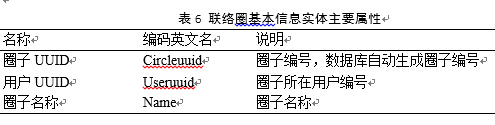 表 6 联络圈基本信息实体主要属性
名称 编码英文名 说明
圈子 UUID Circleuuid 圈子编号，数据库自动生成圈子编号
用户 UUID Useruuid 圈子所在用户编号
圈子名称 Name 圈子名称